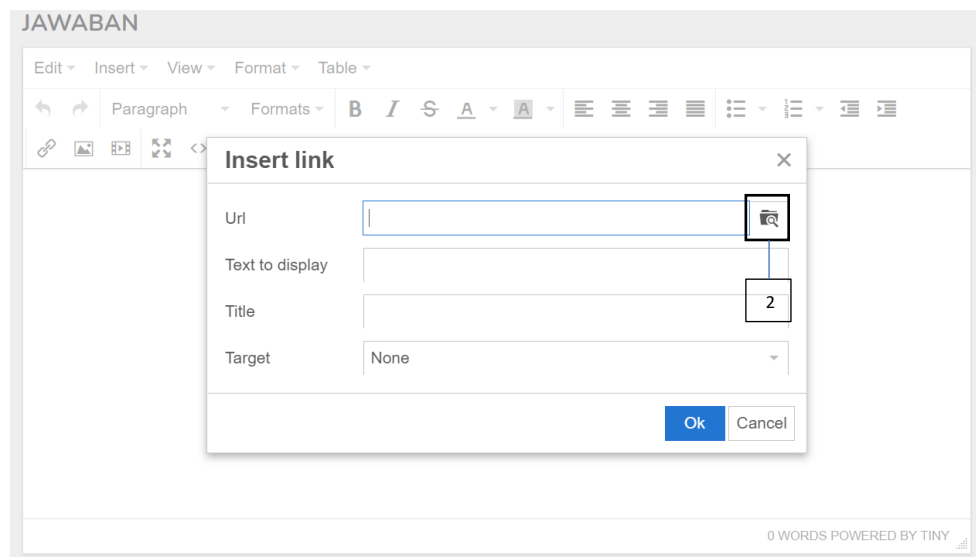 JAWABAN
Edit Insert View Format Table
Paragraph Formats B I S A A
Insert link
Url
Text to display
2
Title
Target None
Ok Cancel
0 WORDS POWERED BY TINY